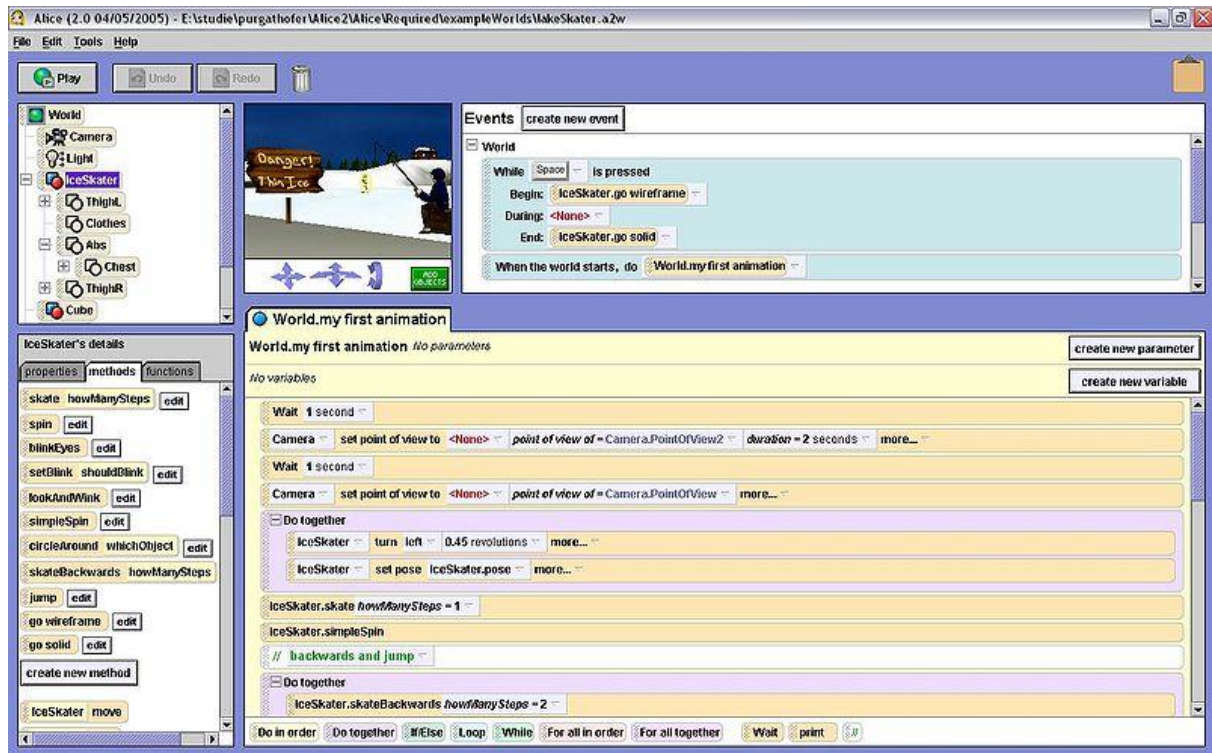 Alice (2.0 04/05/2005) - E:\studie\purgathofer\Alice2\Alice\Required\exampleWorlds\lakeSkater.a2w
File Edit Tools Help
Play Undo Redo
World
Camera
Light
IceSkater
ThighL
Clothes
Abs
Chest
ThighR
Cube
Danger!
Thin Ice
ADD OBJECTS
Events create new event
World
While Space is pressed
Begin: IceSkater.go wireframe
During: <None>
End: IceSkater.go solid
When the world starts, do World.my first animation
IceSkater's details
properties methods functions
skate howManySteps edit
spin edit
blinkEyes edit
setBlink shouldBlink edit
lookAndWink edit
simpleSpin edit
circleAround whichObject edit
skateBackwards howManySteps
jump edit
go wireframe edit
go solid edit
create new method
IceSkater move
World.my first animation
World.my first animation No parameters create new parameter
No variables create new variable
Wait 1 second
Camera set point of view to <None> point of view of = Camera.PointOfView2 duration = 2 seconds more...
Wait 1 second
Camera set point of view to <None> point of view of = Camera.PointOfView more...
Do together
IceSkater turn left 0.45 revolutions more...
IceSkater set pose IceSkater.pose more...
IceSkater.skate howManySteps = 1
IceSkater.simpleSpin
// backwards and jump
Do together
IceSkater.skateBackwards howManySteps = 2
Do in order Do together If/Else Loop While For all in order For all together Wait print //